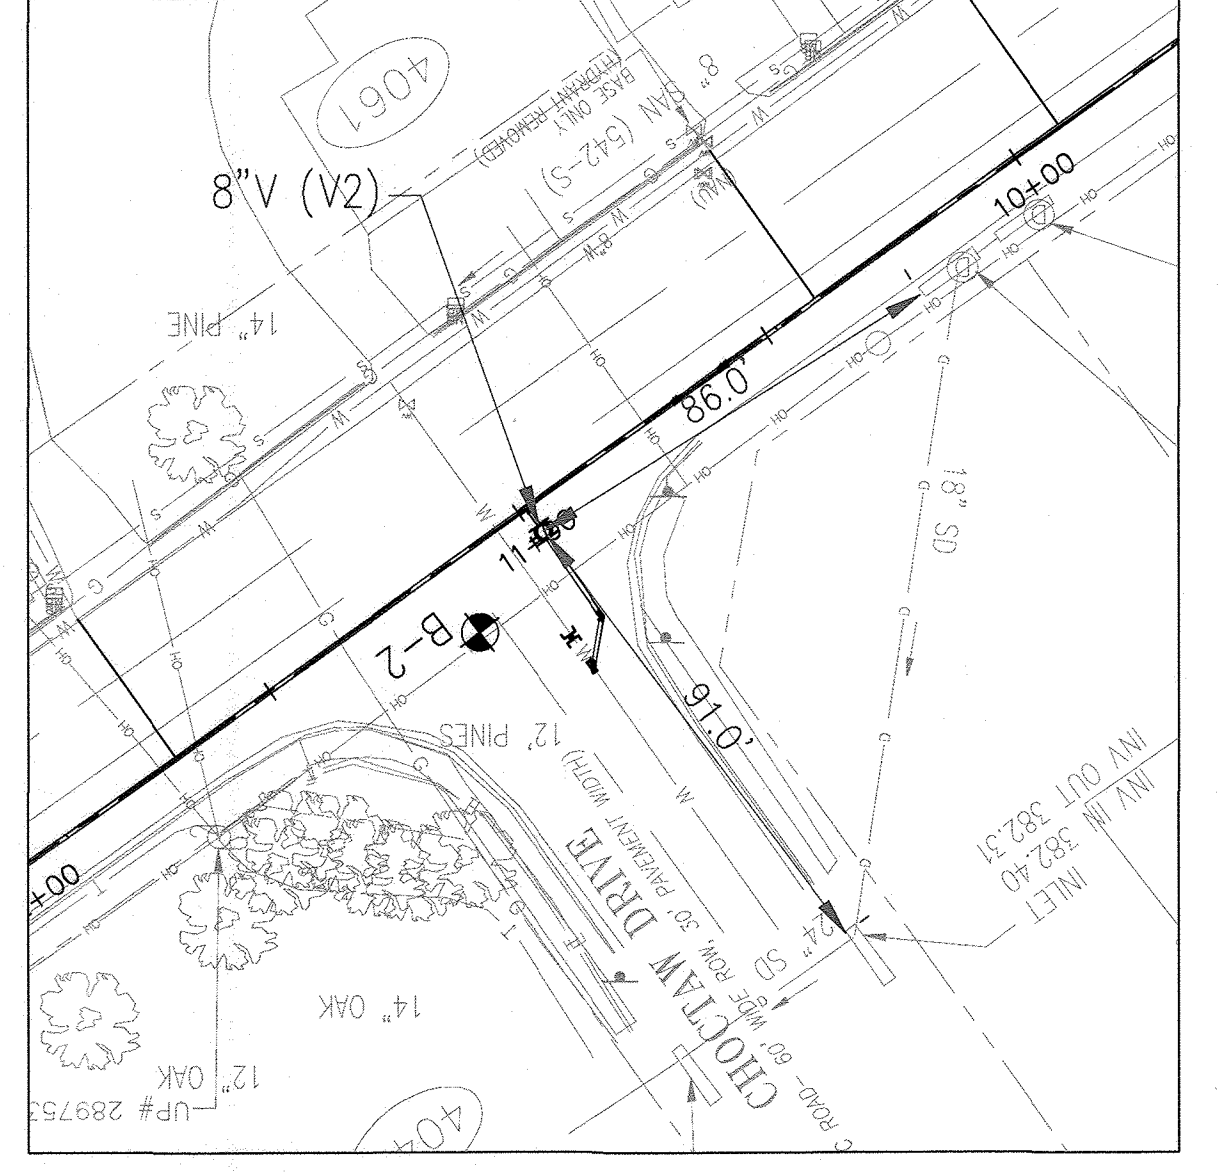 4061
8" SAN (542-S)
BASE ONLY
(HYDRANT REMOVED)
8"V (V2)
10+00
8"W
14" PINE
86.0'
18" SD
B-2
91.0'
12' PINES
INLET
INV IN 382.40
INV OUT 382.31
+00
CHOCTAW DRIVE
ROAD- 60' WIDE ROW, 30' PAVEMENT WIDTH)
24"
SD
14" OAK
12" OAK
UP# 289753
404